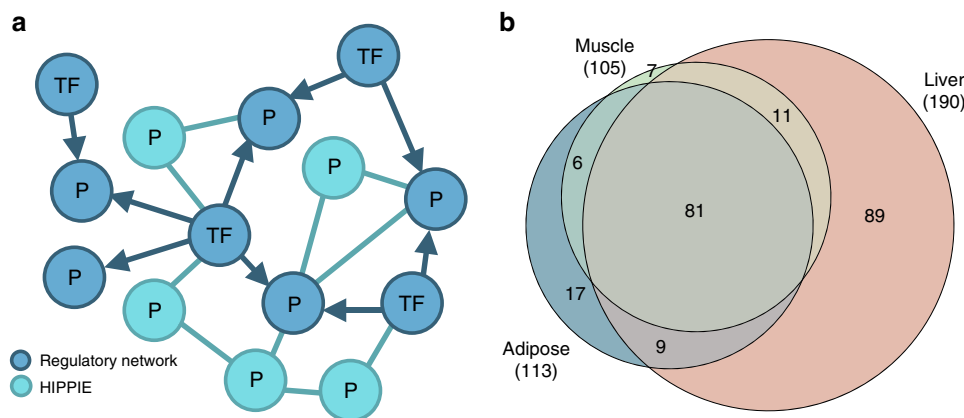 a
TF
TF
P
P
P
P
P
TF
P
P
P
P
TF
P
P
Regulatory network
HIPPIE
b
Muscle
(105)
Liver
(190)
7
11
6
81
89
17
9
Adipose
(113)